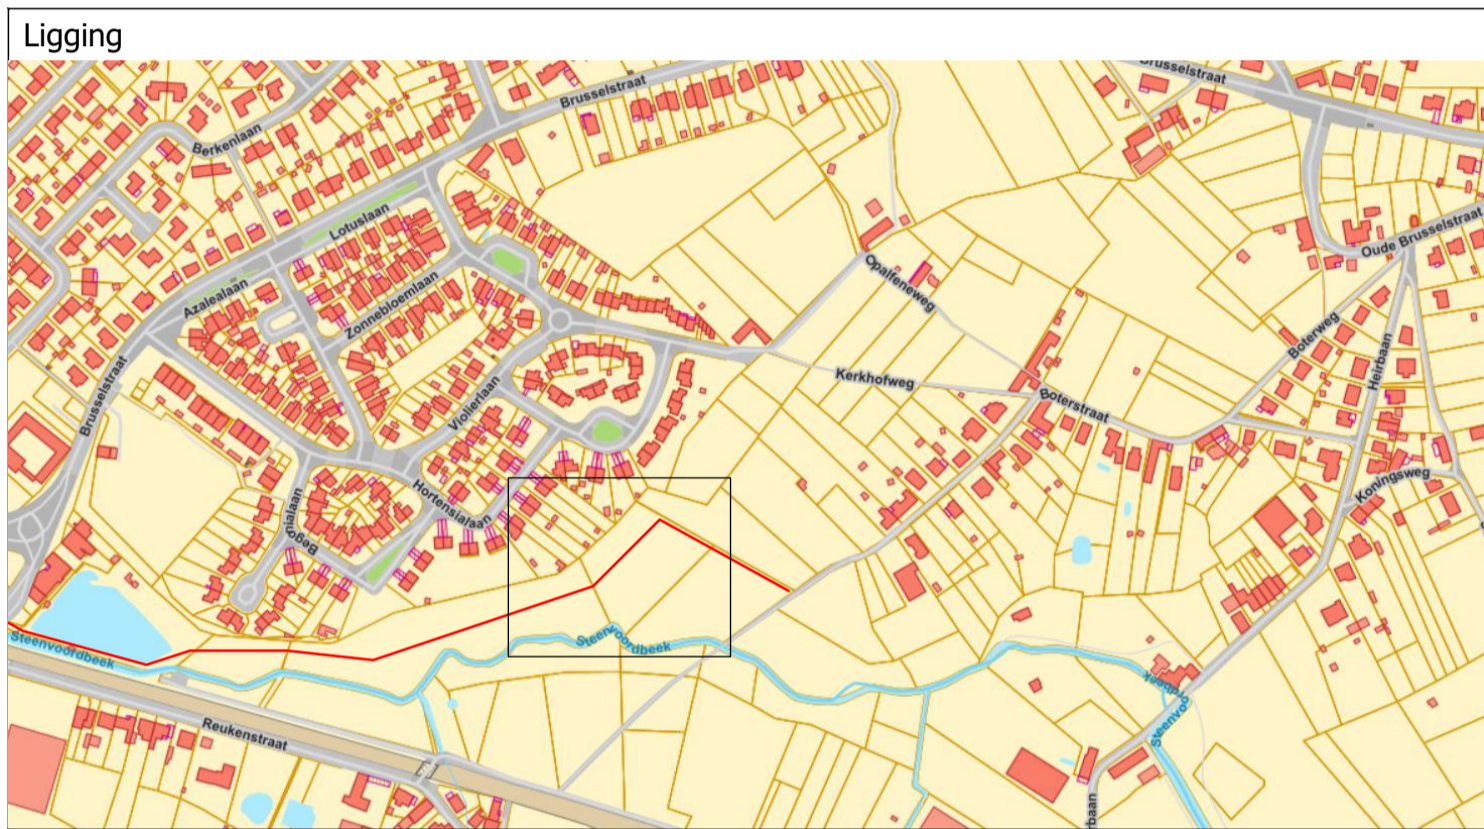 Ligging
Brusselstraat
Brusselstraat
Berkenlaan
Lotuslaan
Oude Brusselstraat
Opalfeneweg
Azalealaan
Zonnebloemlaan
Boterweg
Heirbaan
Kerkhofweg
Brusselstraat
Violierlaan
Boterstraat
Koningsweg
Hortensialaan
Begonialaan
Steenvoordbeek
Steenvoordbeek
Steenvoordbeek
Reukenstraat
rbaan